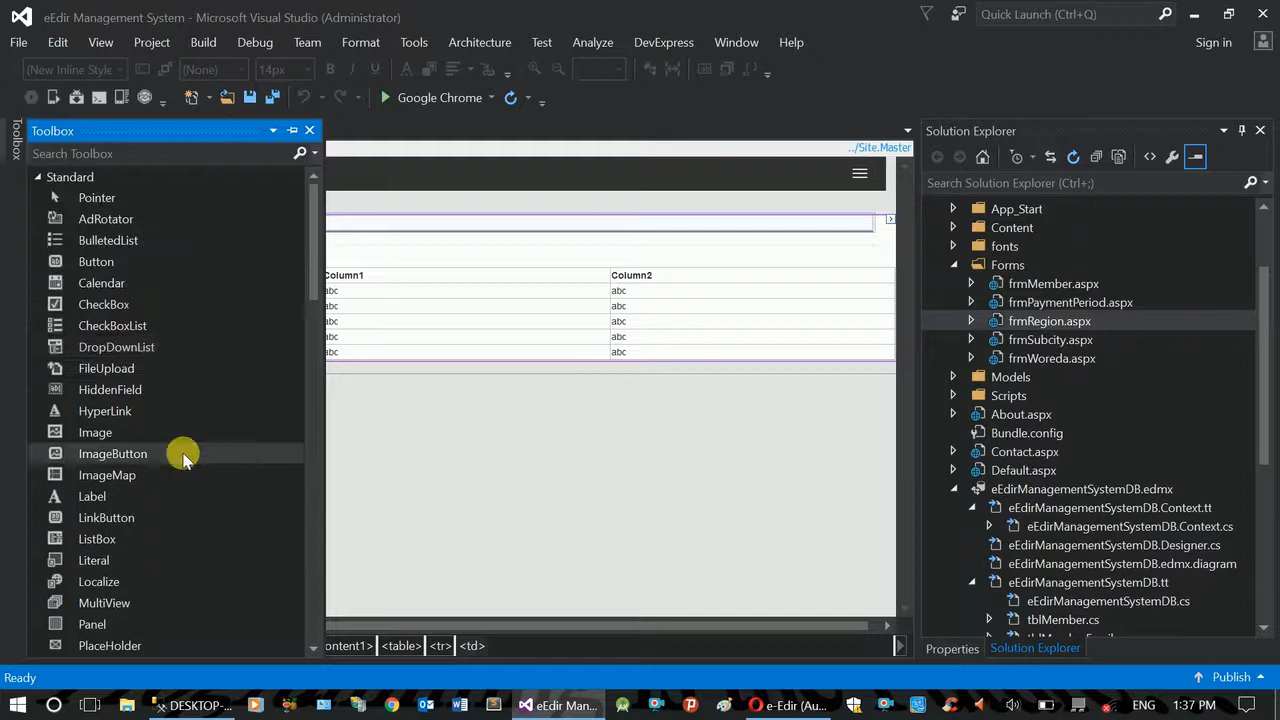 eEdir Management System - Microsoft Visual Studio (Administrator)
Quick Launch (Ctrl+Q)
File Edit View Project Build Debug Team Format Tools Architecture Test Analyze DevExpress Window Help
Sign in
(New Inline Style (None) 14px
Google Chrome
Toolbox
Toolbox
Search Toolbox
Standard
Pointer
AdRotator
BulletedList
Button
Calendar
CheckBox
CheckBoxList
DropDownList
FileUpload
HiddenField
HyperLink
Image
ImageButton
ImageMap
Label
LinkButton
ListBox
Literal
Localize
MultiView
Panel
PlaceHolder
../Site.Master
Column1 Column2
abc abc
abc abc
abc abc
abc abc
abc abc
ontent1> <table> <tr> <td>
Solution Explorer
Search Solution Explorer (Ctrl+;)
App_Start
Content
fonts
Forms
frmMember.aspx
frmPaymentPeriod.aspx
frmRegion.aspx
frmSubcity.aspx
frmWoreda.aspx
Models
Scripts
About.aspx
Bundle.config
Contact.aspx
Default.aspx
eEdirManagementSystemDB.edmx
eEdirManagementSystemDB.Context.tt
eEdirManagementSystemDB.Context.cs
eEdirManagementSystemDB.Designer.cs
eEdirManagementSystemDB.edmx.diagram
eEdirManagementSystemDB.tt
eEdirManagementSystemDB.cs
tblMember.cs
Properties Solution Explorer
Ready
Publish
DESKTOP-... eEdir Man... e-Edir (Au... ENG 1:37 PM